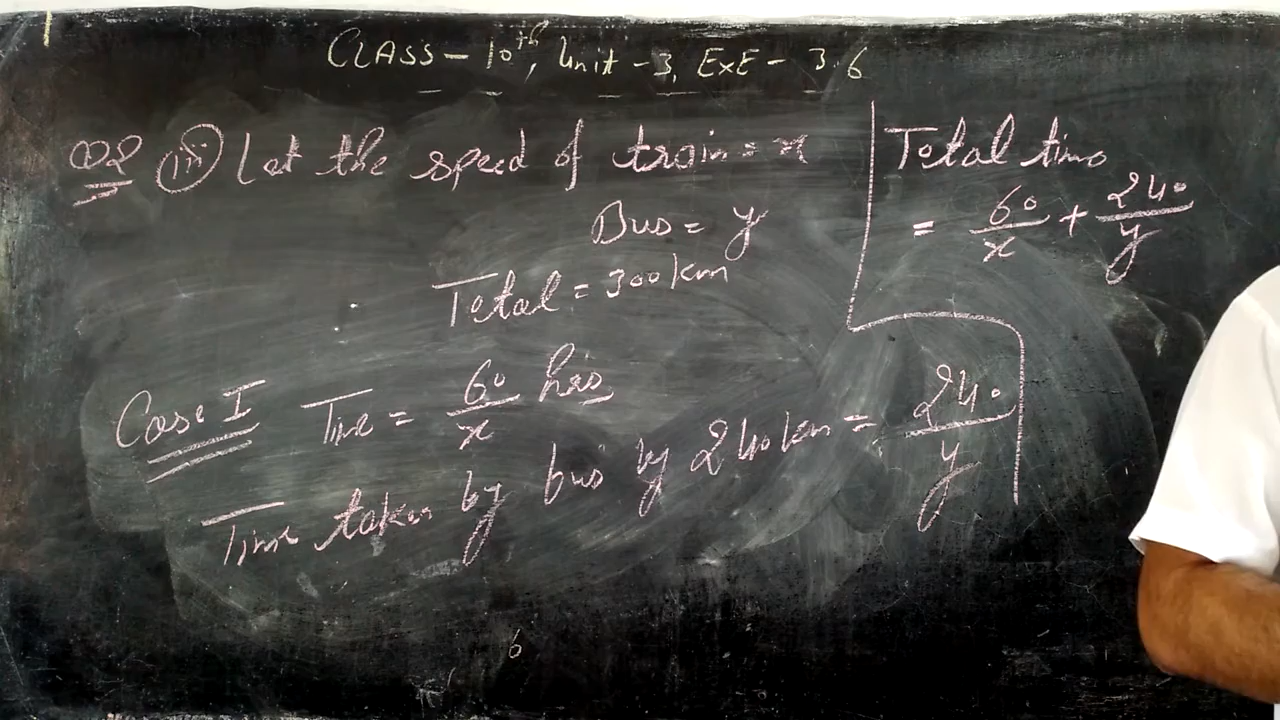 CLASS - 10th, Unit - 3, EXE - 3.6
Q2 (iii) Let the speed of train = x
Bus = y
Total = 300 km
Case I Time = 60/x hrs
Time taken by bus by 240 km = 240/y
Total time
= 60/x + 240/y
6